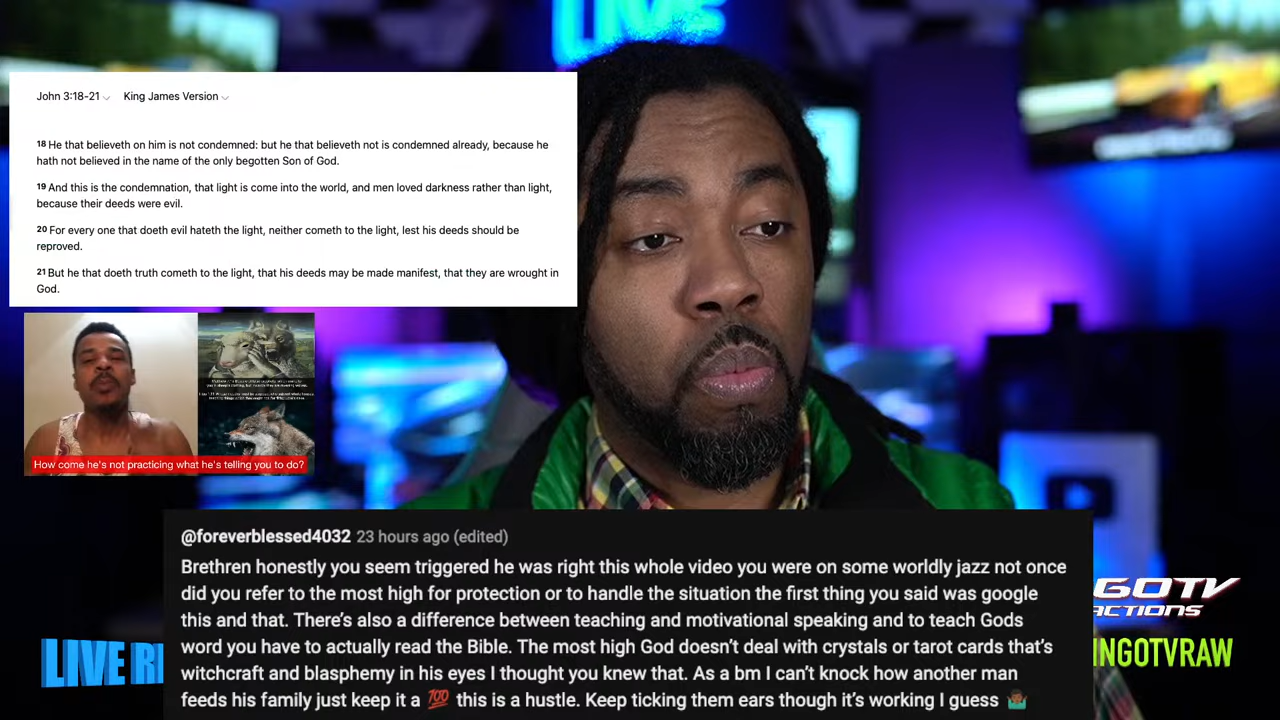 LIVE
John 3:18-21 King James Version
18 He that believeth on him is not condemned: but he that believeth not is condemned already, because he
hath not believed in the name of the only begotten Son of God.
19 And this is the condemnation, that light is come into the world, and men loved darkness rather than light,
because their deeds were evil.
20 For every one that doeth evil hateth the light, neither cometh to the light, lest his deeds should be
reproved.
21 But he that doeth truth cometh to the light, that his deeds may be made manifest, that they are wrought in
God.
How come he's not practicing what he's telling you to do?
@foreverblessed4032 23 hours ago (edited)
Brethren honestly you seem triggered he was right this whole video you were on some worldly jazz not once
did you refer to the most high for protection or to handle the situation the first thing you said was google
this and that. There's also a difference between teaching and motivational speaking and to teach Gods
word you have to actually read the Bible. The most high God doesn't deal with crystals or tarot cards that's
witchcraft and blasphemy in his eyes I thought you knew that. As a bm I can't knock how another man
feeds his family just keep it a 💯 this is a hustle. Keep ticking them ears though it's working I guess 🤷🏾‍♂️
GOTV
ACTIONS
LIVE RI
INGOTVRAW